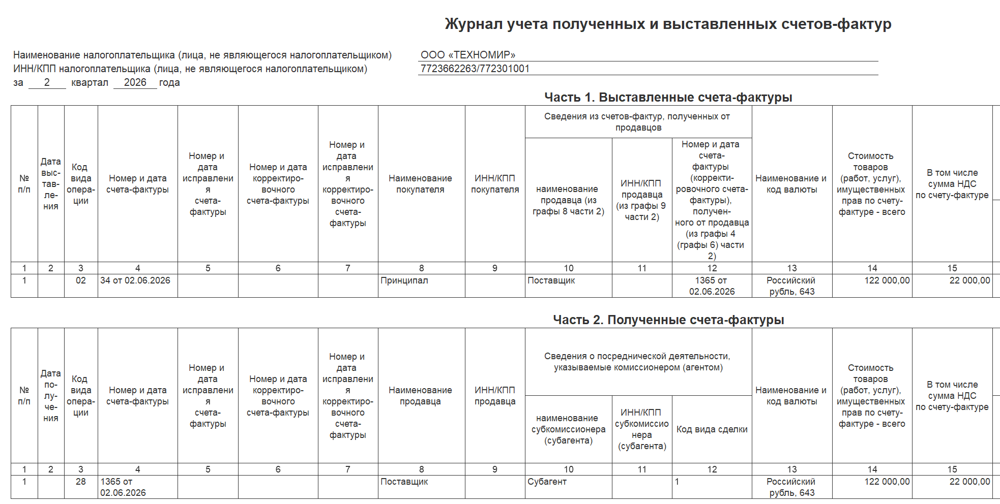 Журнал учета полученных и выставленных счетов-фактур
Наименование налогоплательщика (лица, не являющегося налогоплательщиком) ООО «ТЕХНОМИР»
ИНН/КПП налогоплательщика (лица, не являющегося налогоплательщиком) 7723662263/772301001
за 2 квартал 2026 года
Часть 1. Выставленные счета-фактуры
№
п/п
Дата
выс-
тав-
ле-
ния
Код
вида
опера-
ции
Номер и дата
счета-фактуры
Номер и
дата
исправлени
я
счета-
фактуры
Номер и дата
корректиро-
вочного
счета-фактуры
Номер и
дата
исправлени
я
корректиро-
вочного
счета-
фактуры
Наименование
покупателя
ИНН/КПП
покупателя
Сведения из счетов-фактур, полученных от
продавцов
наименование
продавца (из
графы 8 части 2)
ИНН/КПП
продавца
(из графы 9
части 2)
Номер и дата
счета-
фактуры
(корректи-
ровочного счета-
фактуры),
получен-
ного от продавца
(из графы 4
(графы 6) части
2)
Наименование и
код валюты
Стоимость
товаров
(работ, услуг),
имущественных
прав по счету-
фактуре - всего
В том числе
сумма НДС
по счету-фактуре
1 2 3 4 5 6 7 8 9 10 11 12 13 14 15
1 02 34 от 02.06.2026 Принципал Поставщик 1365 от Российский 122 000,00 22 000,00
02.06.2026 рубль, 643
Часть 2. Полученные счета-фактуры
№
п/п
Дата
по-
лу-
че-
ния
Код
вида
опера-
ции
Номер и дата
счета-фактуры
Номер и
дата
исправлени
я
счета-
фактуры
Номер и дата
корректиро-
вочного
счета-фактуры
Номер и
дата
исправлени
я
корректиро-
вочного
счета-
фактуры
Наименование
продавца
ИНН/КПП
продавца
Сведения о посреднической деятельности,
указываемые комиссионером (агентом)
наименование
субкомиссионера
(субагента)
ИНН/КПП
субкомиссио
нера
(субагента)
Код вида сделки
Наименование и
код валюты
Стоимость
товаров
(работ, услуг),
имущественных
прав по счету-
фактуре - всего
В том числе
сумма НДС
по счету-фактуре
1 2 3 4 5 6 7 8 9 10 11 12 13 14 15
1 28 1365 от Поставщик Субагент 1 Российский 122 000,00 22 000,00
02.06.2026 рубль, 643